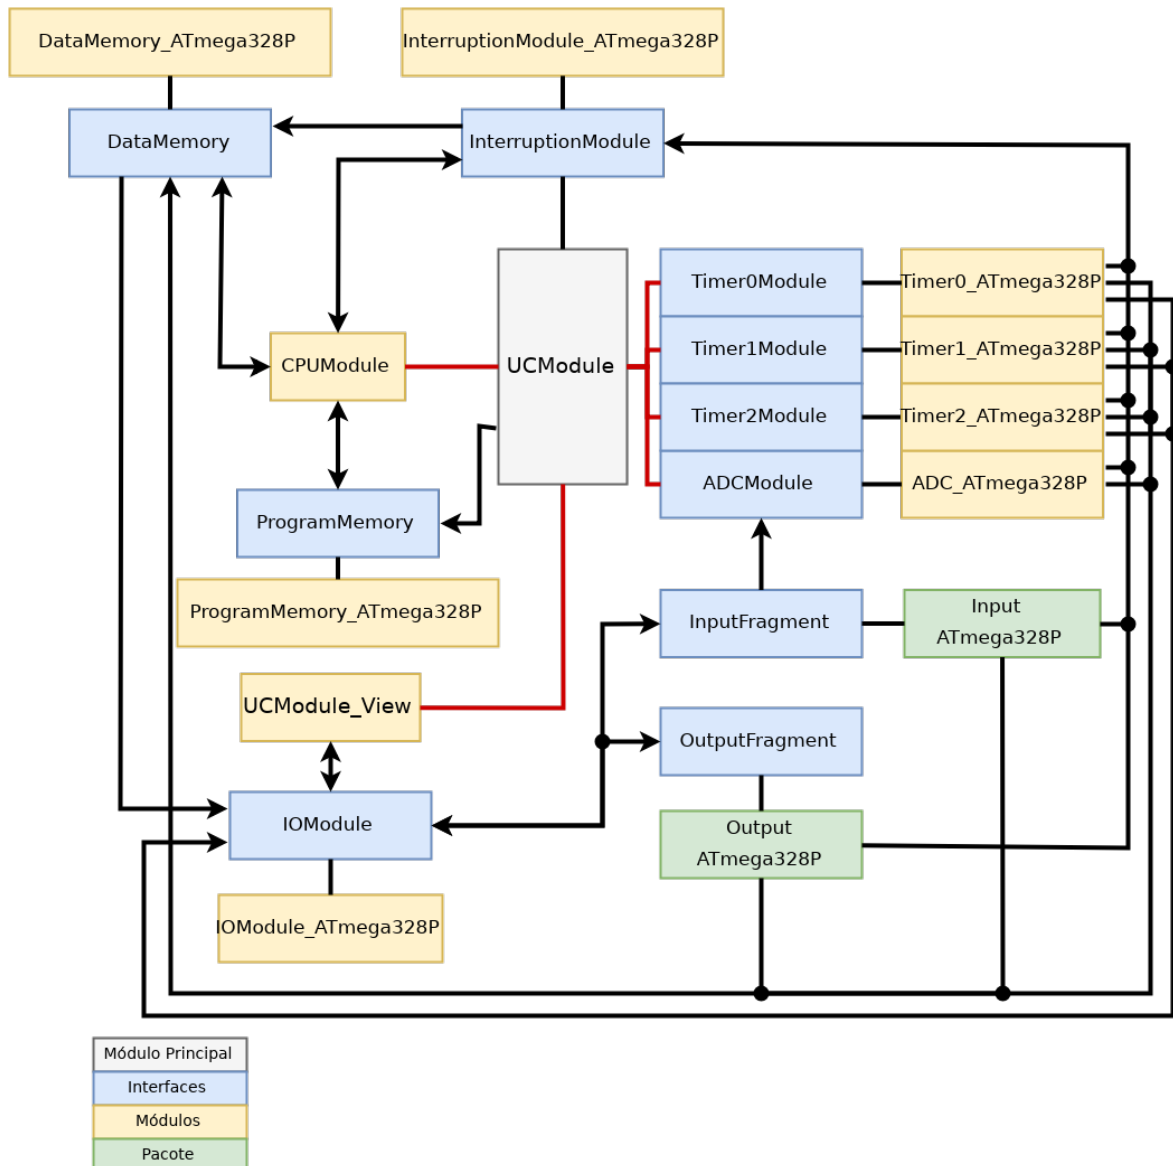 DataMemory_ATmega328P
InterruptionModule_ATmega328P
DataMemory
InterruptionModule
Timer0Module
Timer0_ATmega328P
Timer1Module
Timer1_ATmega328P
CPUModule
UCModule
Timer2Module
Timer2_ATmega328P
ADCModule
ADC_ATmega328P
ProgramMemory
ProgramMemory_ATmega328P
InputFragment
Input
ATmega328P
UCModule_View
OutputFragment
IOModule
Output
ATmega328P
IOModule_ATmega328P
Módulo Principal
Interfaces
Módulos
Pacote